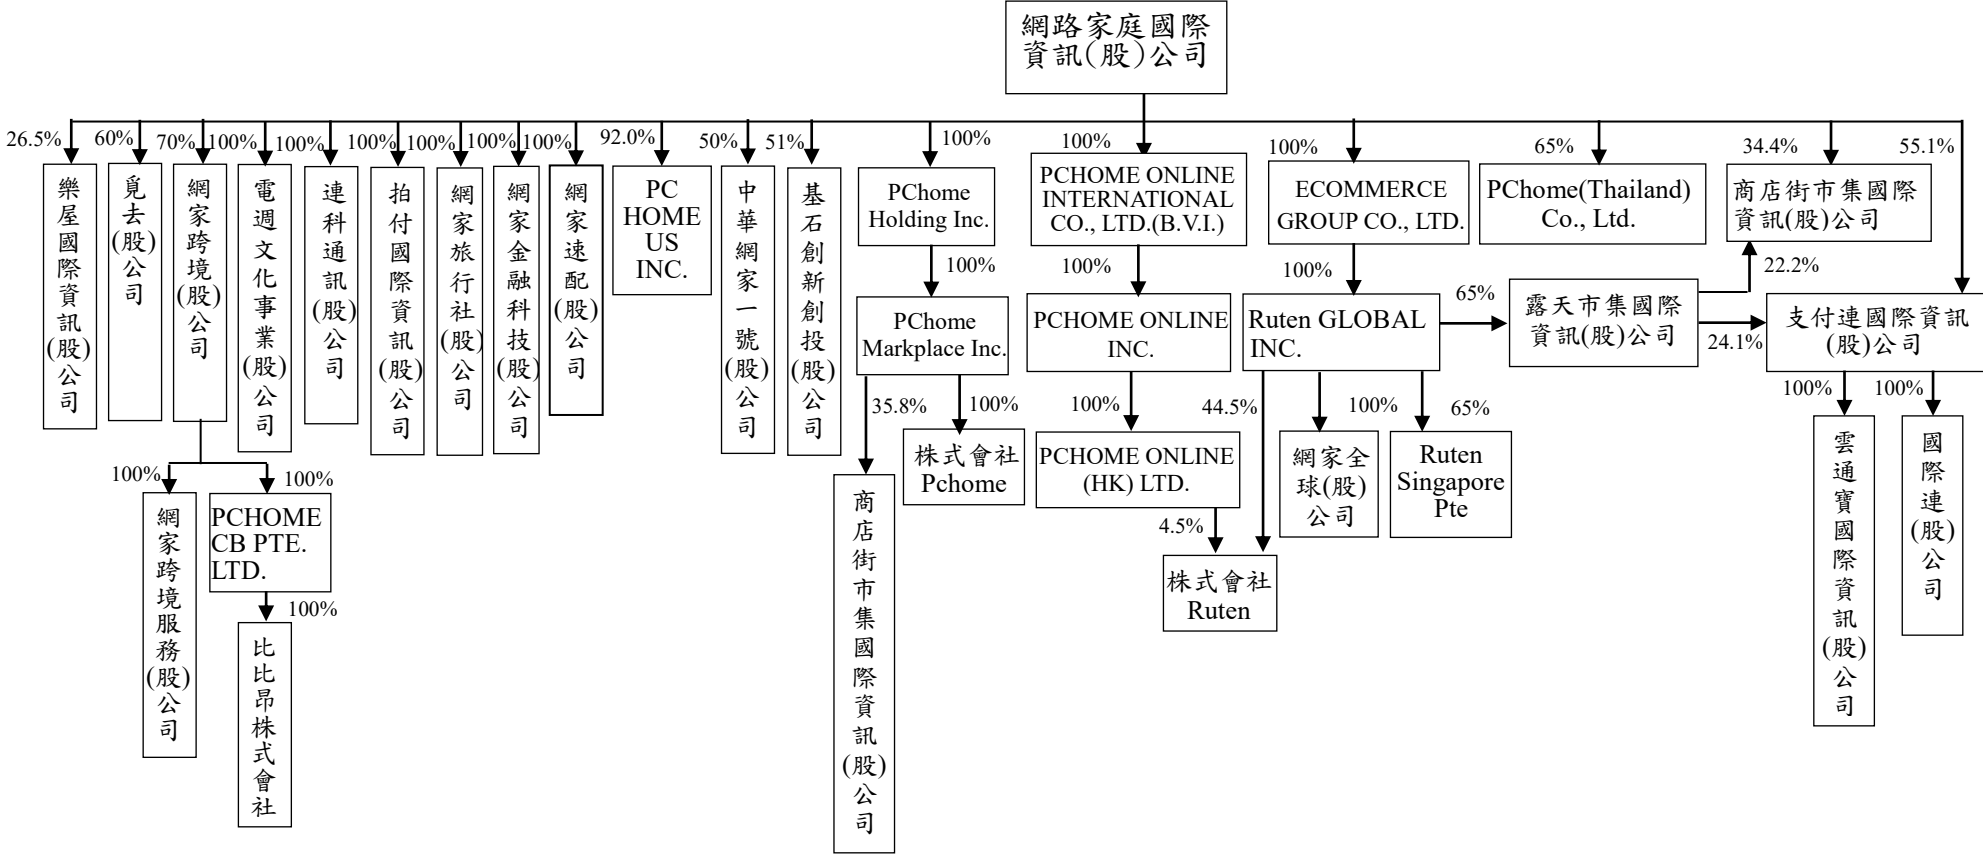 網路家庭國際
資訊(股)公司
26.5%
60%
70%
100%
100%
100%
100%
100%
100%
92.0%
50%
51%
100%
100%
100%
65%
34.4%
55.1%
樂屋國際資訊(股)公司
覓去(股)公司
網家跨境(股)公司
電週文化事業(股)公司
連科通訊(股)公司
拍付國際資訊(股)公司
網家旅行社(股)公司
網家金融科技(股)公司
網家速配(股)公司
PC
HOME
US
INC.
中華網家一號(股)公司
基石創新創投(股)公司
PChome
Holding Inc.
PCHOME ONLINE
INTERNATIONAL
CO., LTD.(B.V.I.)
ECOMMERCE
GROUP CO., LTD.
PChome(Thailand)
Co., Ltd.
商店街市集國際
資訊(股)公司
100%
100%
100%
22.2%
PChome
Markplace Inc.
PCHOME ONLINE
INC.
Ruten GLOBAL
INC.
65%
露天市集國際
資訊(股)公司
24.1%
支付連國際資訊
(股)公司
35.8%
100%
100%
44.5%
100%
65%
100%
100%
株式會社
Pchome
PCHOME ONLINE
(HK) LTD.
網家全
球(股)
公司
Ruten
Singapore
Pte
雲通寶國際資訊(股)公司
國際連(股)公司
100%
100%
網家跨境服務(股)公司
PCHOME
CB PTE.
LTD.
商店街市集國際資訊(股)公司
4.5%
株式會社
Ruten
100%
比比昂株式會社